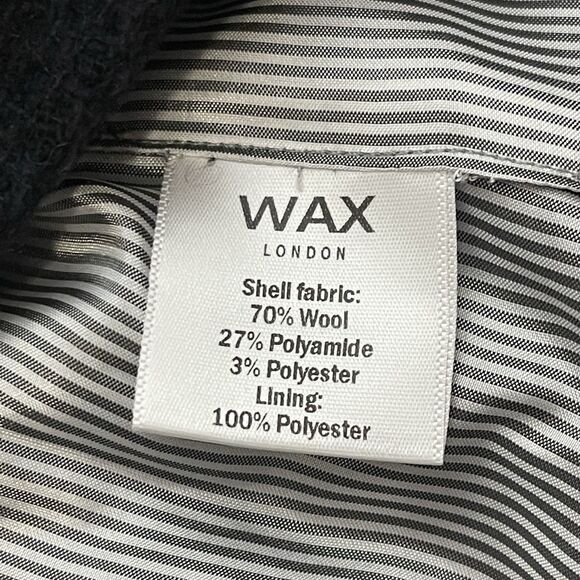 WAX
LONDON
Shell fabric:
70% Wool
27% Polyamide
3% Polyester
Lining:
100% Polyester